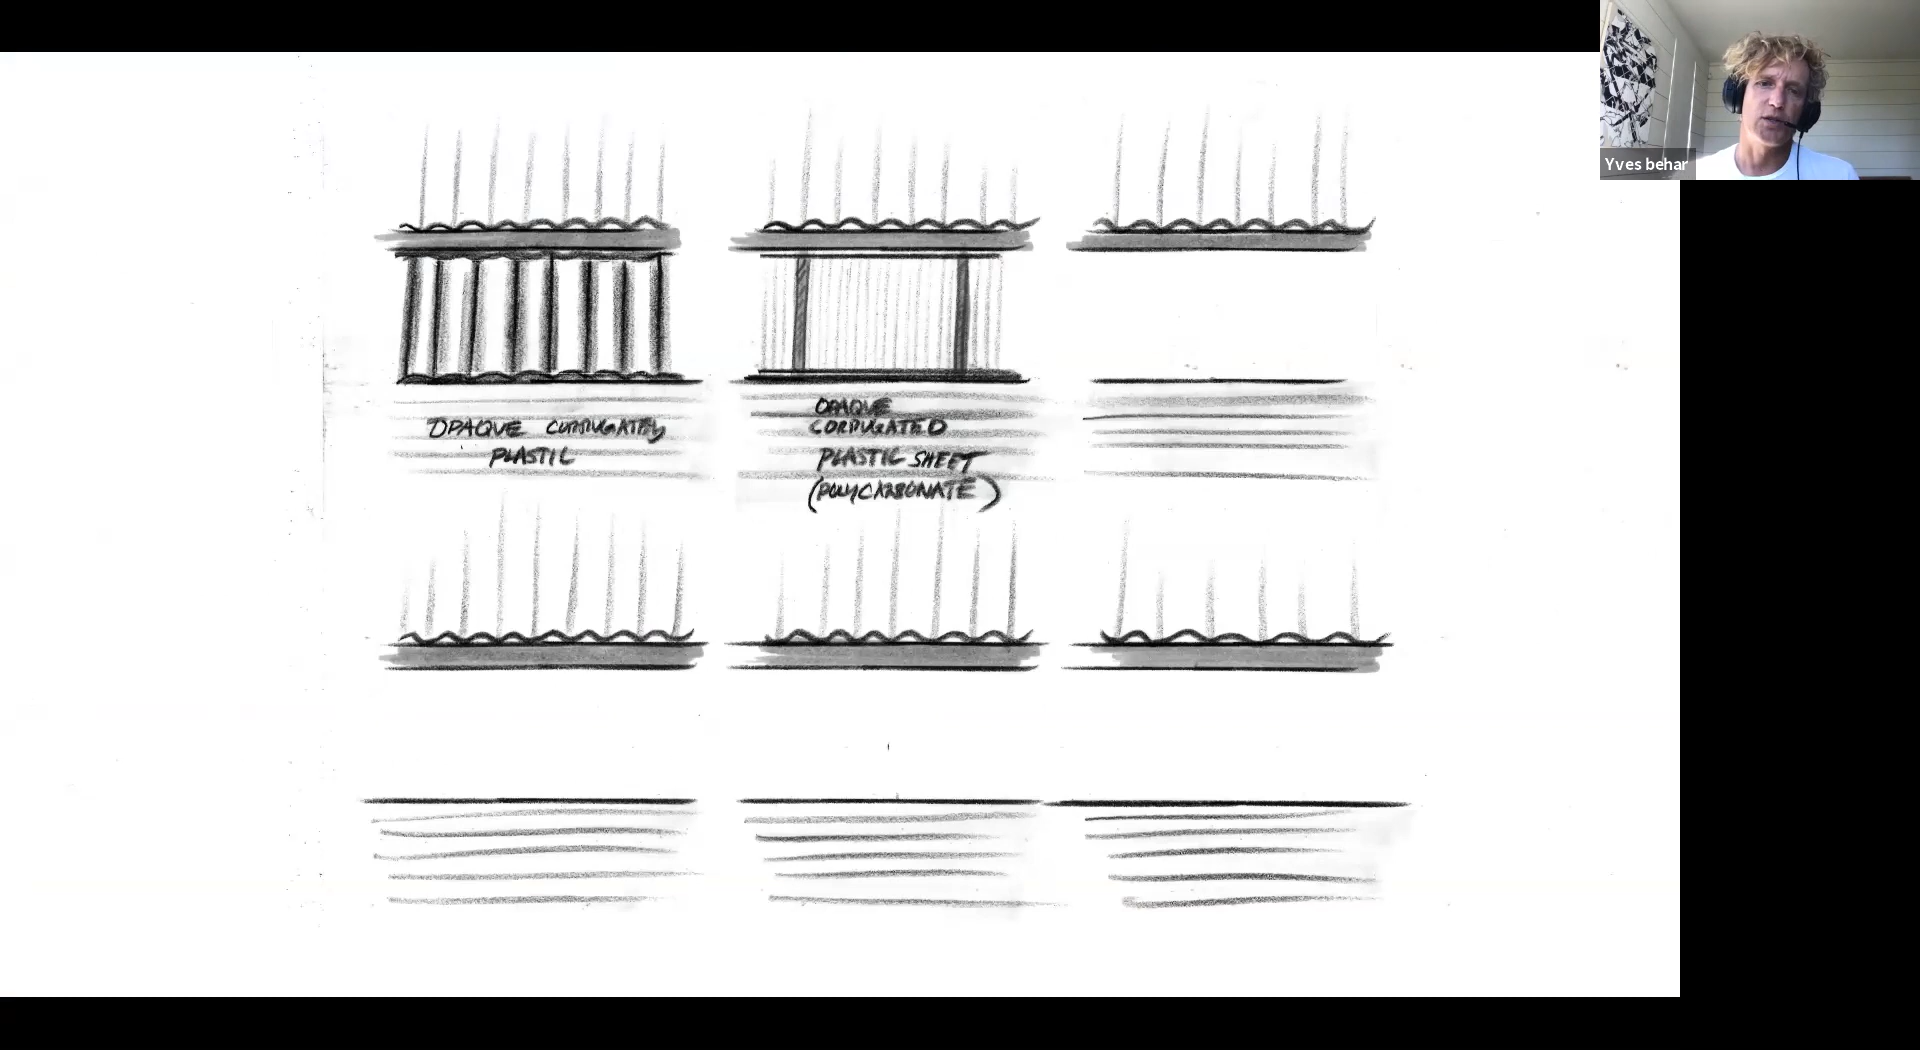 Yves behar
OPAQUE CORRUGATED
PLASTIC
OPAQUE
CORRUGATED
PLASTIC SHEET
(POLYCARBONATE)